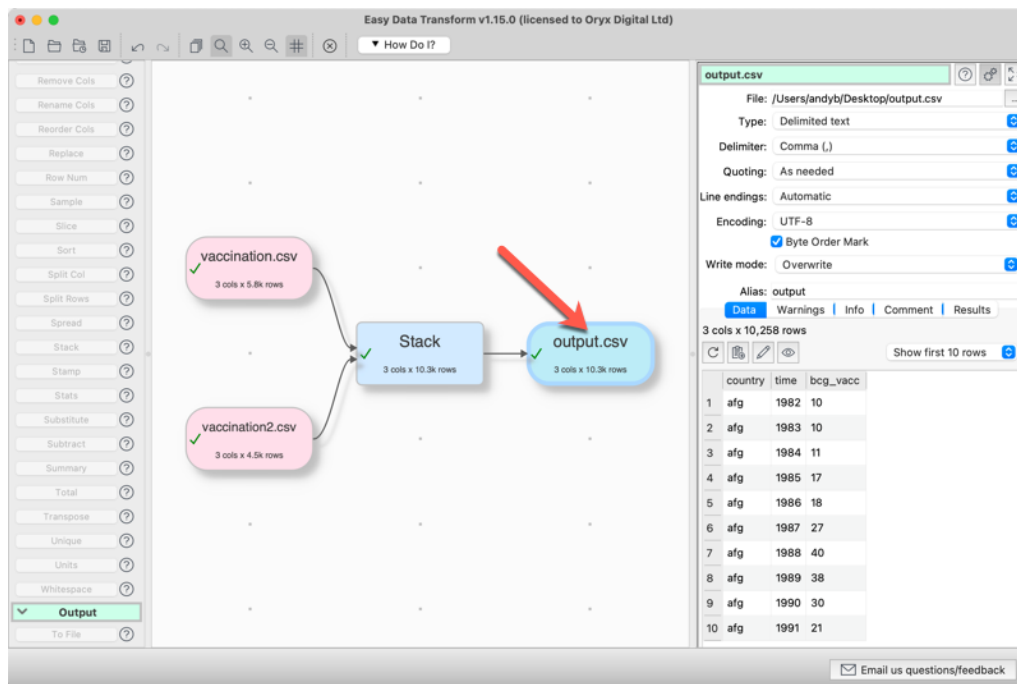 Easy Data Transform v1.15.0 (licensed to Oryx Digital Ltd)
▼ How Do I?
Remove Cols
Rename Cols
Reorder Cols
Replace
Row Num
Sample
Slice
Sort
Split Col
Split Rows
Spread
Stack
Stamp
Stats
Substitute
Subtract
Summary
Total
Transpose
Unique
Units
Whitespace
Output
To File
vaccination.csv
3 cols x 5.8k rows
vaccination2.csv
3 cols x 4.5k rows
Stack
3 cols x 10.3k rows
output.csv
3 cols x 10.3k rows
output.csv
File: /Users/andyb/Desktop/output.csv ...
Type: Delimited text
Delimiter: Comma (,)
Quoting: As needed
Line endings: Automatic
Encoding: UTF-8
Byte Order Mark
Write mode: Overwrite
Alias: output
Data Warnings Info Comment Results
3 cols x 10,258 rows
Show first 10 rows
country time bcg_vacc
1 afg 1982 10
2 afg 1983 10
3 afg 1984 11
4 afg 1985 17
5 afg 1986 18
6 afg 1987 27
7 afg 1988 40
8 afg 1989 38
9 afg 1990 30
10 afg 1991 21
Email us questions/feedback